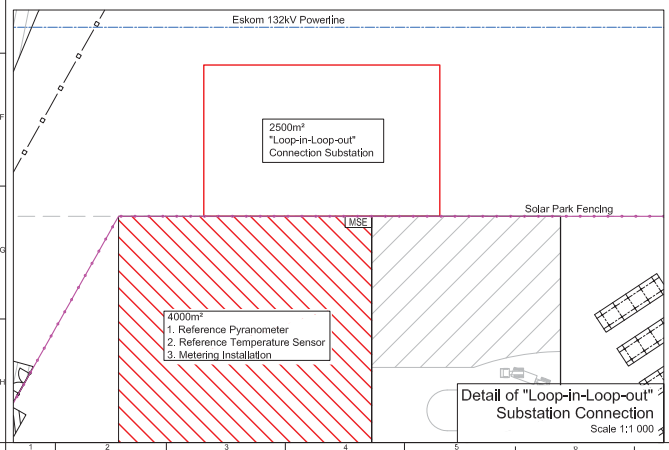 Eskom 132kV Powerline
F
2500m²
"Loop-in-Loop-out"
Connection Substation
Solar Park Fencing
MSE
G
4000m²
1. Reference Pyranometer
2. Reference Temperature Sensor
3. Metering Installation
H
Detail of "Loop-in-Loop-out"
Substation Connection
Scale 1:1 000
1 2 3 4 5 6